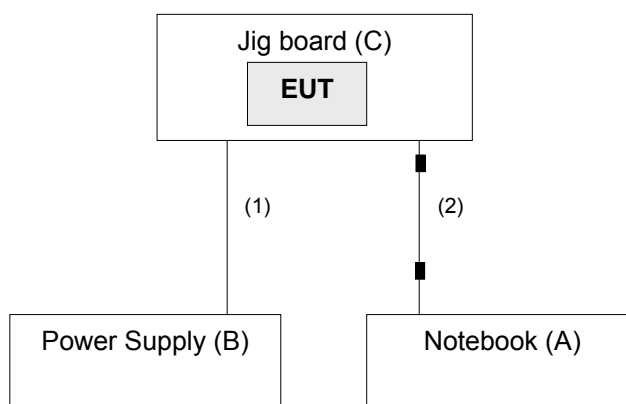 Jig board (C)
EUT
(1)
(2)
Power Supply (B)
Notebook (A)